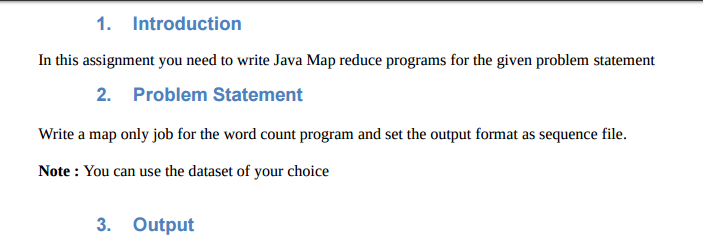 1. Introduction
In this assignment you need to write Java Map reduce programs for the given problem statement
2. Problem Statement
Write a map only job for the word count program and set the output format as sequence file.
Note : You can use the dataset of your choice
3. Output